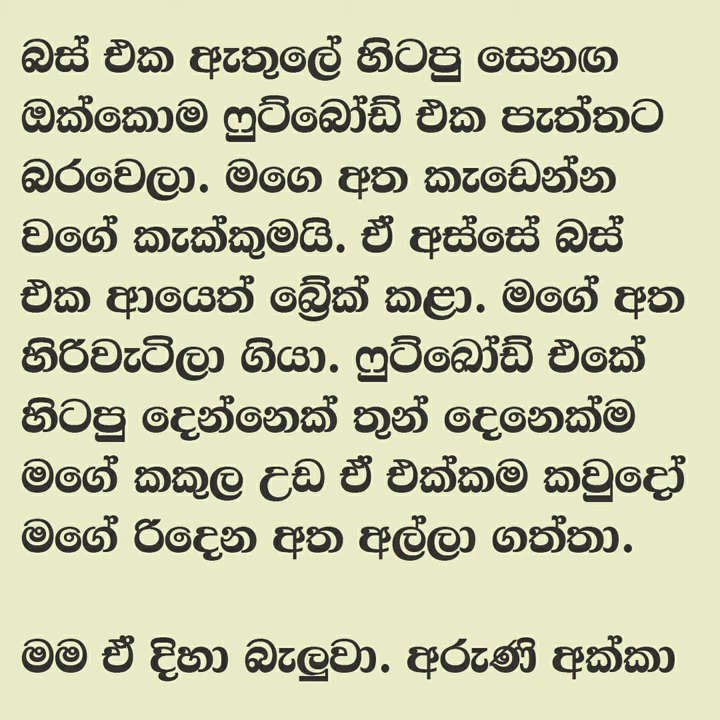 බස් එක ඇතුලේ හිටපු සෙනඟ
ඔක්කොම ෆුට්බෝඩ් එක පැත්තට
බරවෙලා. මගෙ අත කැඩෙන්න
වගේ කැක්කුමයි. ඒ අස්සේ බස්
එක ආයෙත් බ්‍රේක් කළා. මගේ අත
හිරිවැටිලා ගියා. ෆුට්ඛෝඩ් එකේ
හිටපු දෙන්නෙක් තුන් දෙනෙක්ම
මගේ කකුල උඩ ඒ එක්කම කවුදෝ
මගේ රිදෙන අත අල්ලා ගත්තා.
මම ඒ දිහා බැලුවා. අරුණි අක්කා